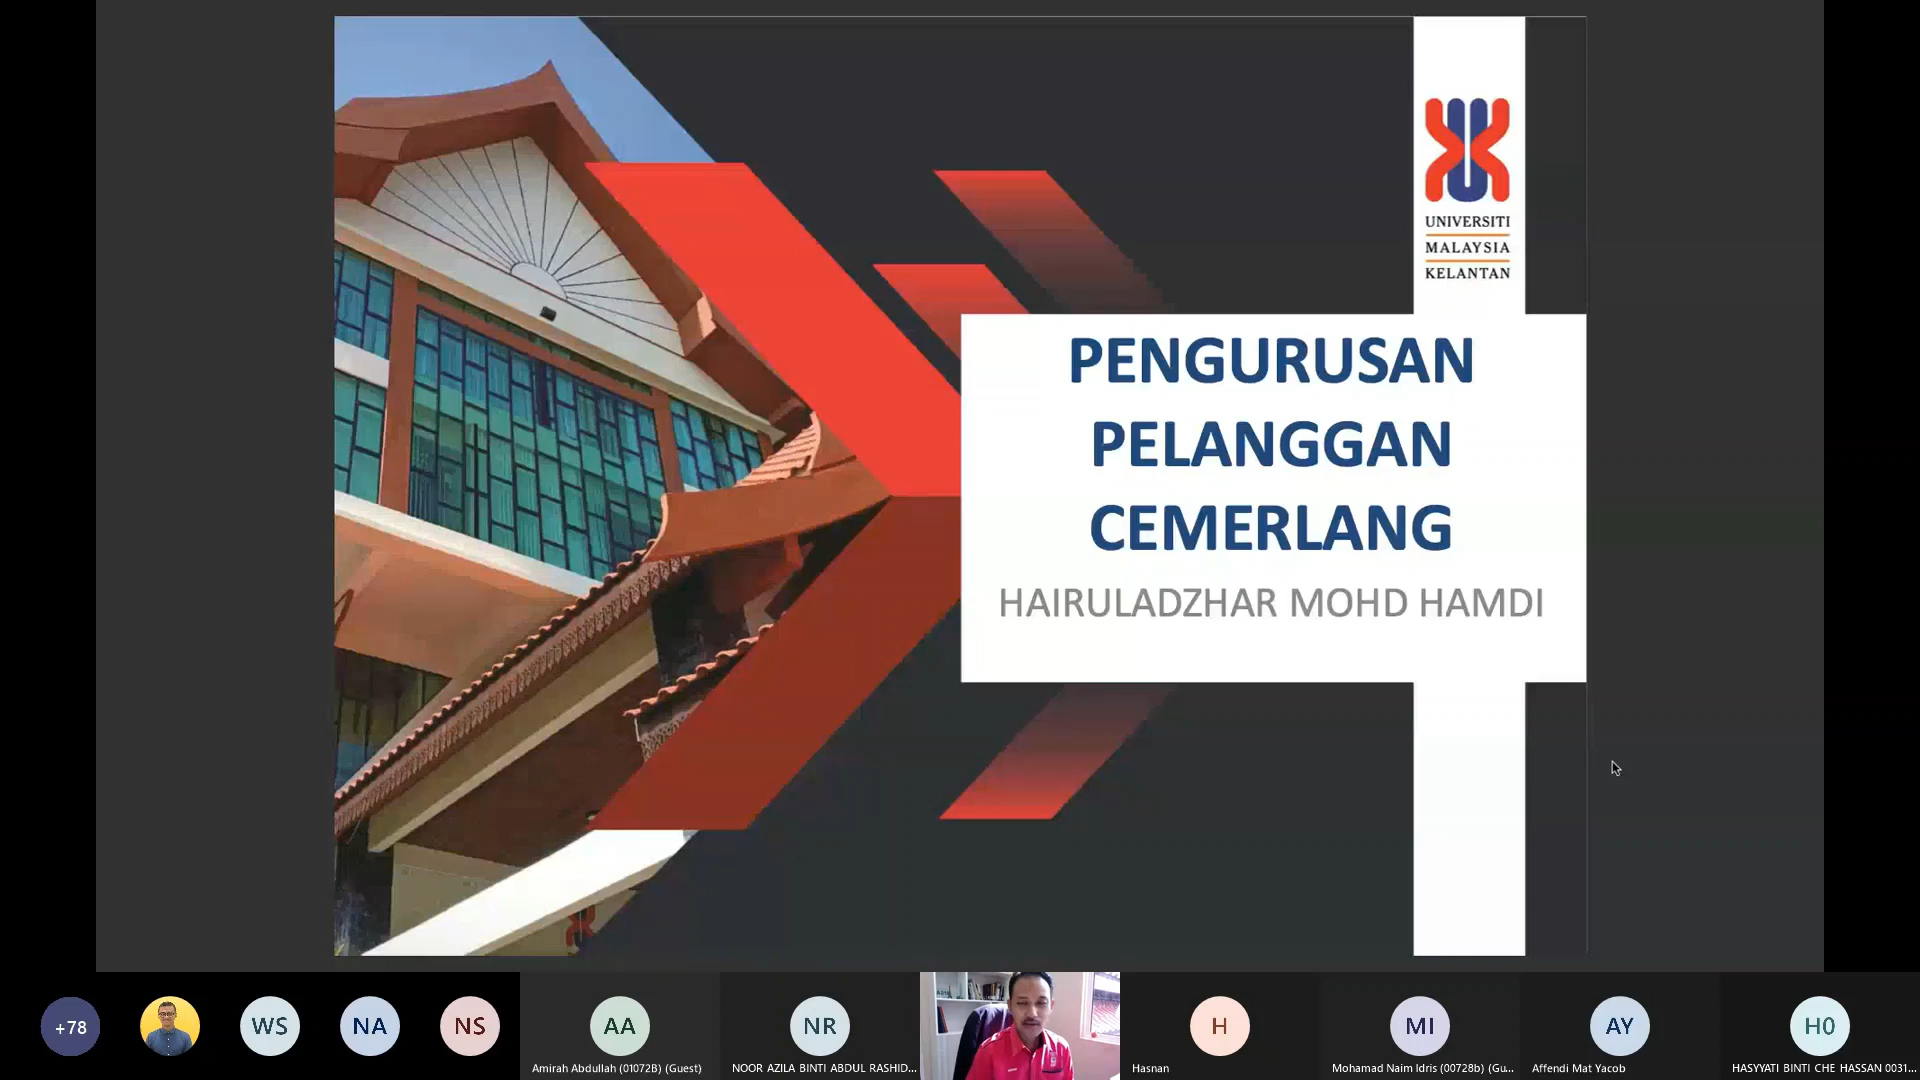 UNIVERSITI
MALAYSIA
KELANTAN
PENGURUSAN
PELANGGAN
CEMERLANG
HAIRULADZHAR MOHD HAMDI
+78
WS
NA
NS
AA
Amirah Abdullah (01072B) (Guest)
NR
NOOR AZILA BINTI ABDUL RASHID...
H
Hasnan
MI
Mohamad Naim Idris (00728b) (Gu...
AY
Affendi Mat Yacob
H0
HASYYATI BINTI CHE HASSAN 0031...